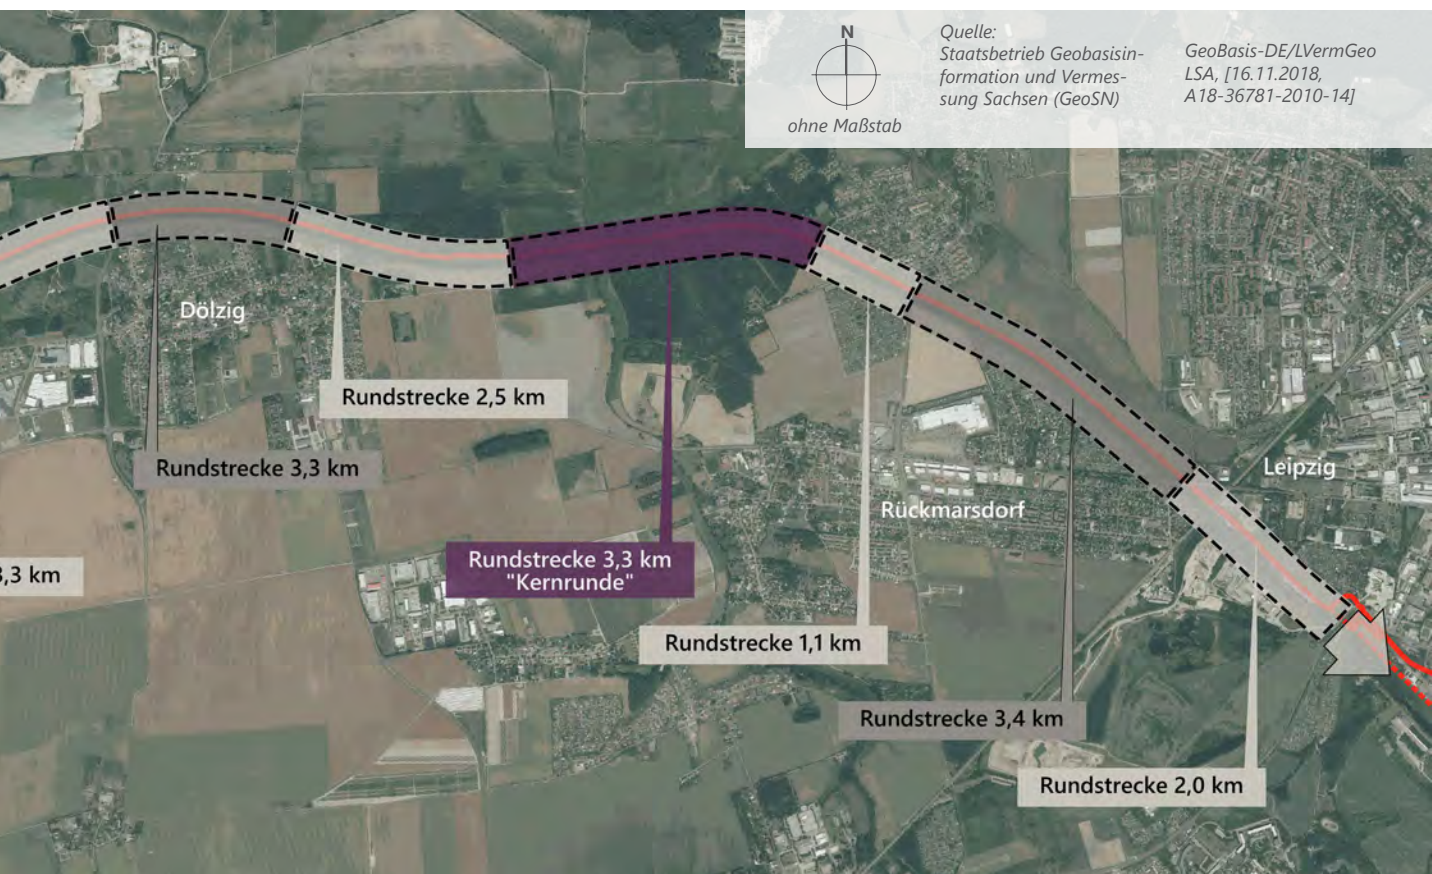 N
ohne Maßstab
Quelle:
Staatsbetrieb Geobasisin-
formation und Vermes-
sung Sachsen (GeoSN)
GeoBasis-DE/LVermGeo
LSA, [16.11.2018,
A18-36781-2010-14]
Dölzig
Rundstrecke 2,5 km
Rundstrecke 3,3 km
Leipzig
Rückmarsdorf
Rundstrecke 3,3 km
"Kernrunde"
3,3 km
Rundstrecke 1,1 km
Rundstrecke 3,4 km
Rundstrecke 2,0 km